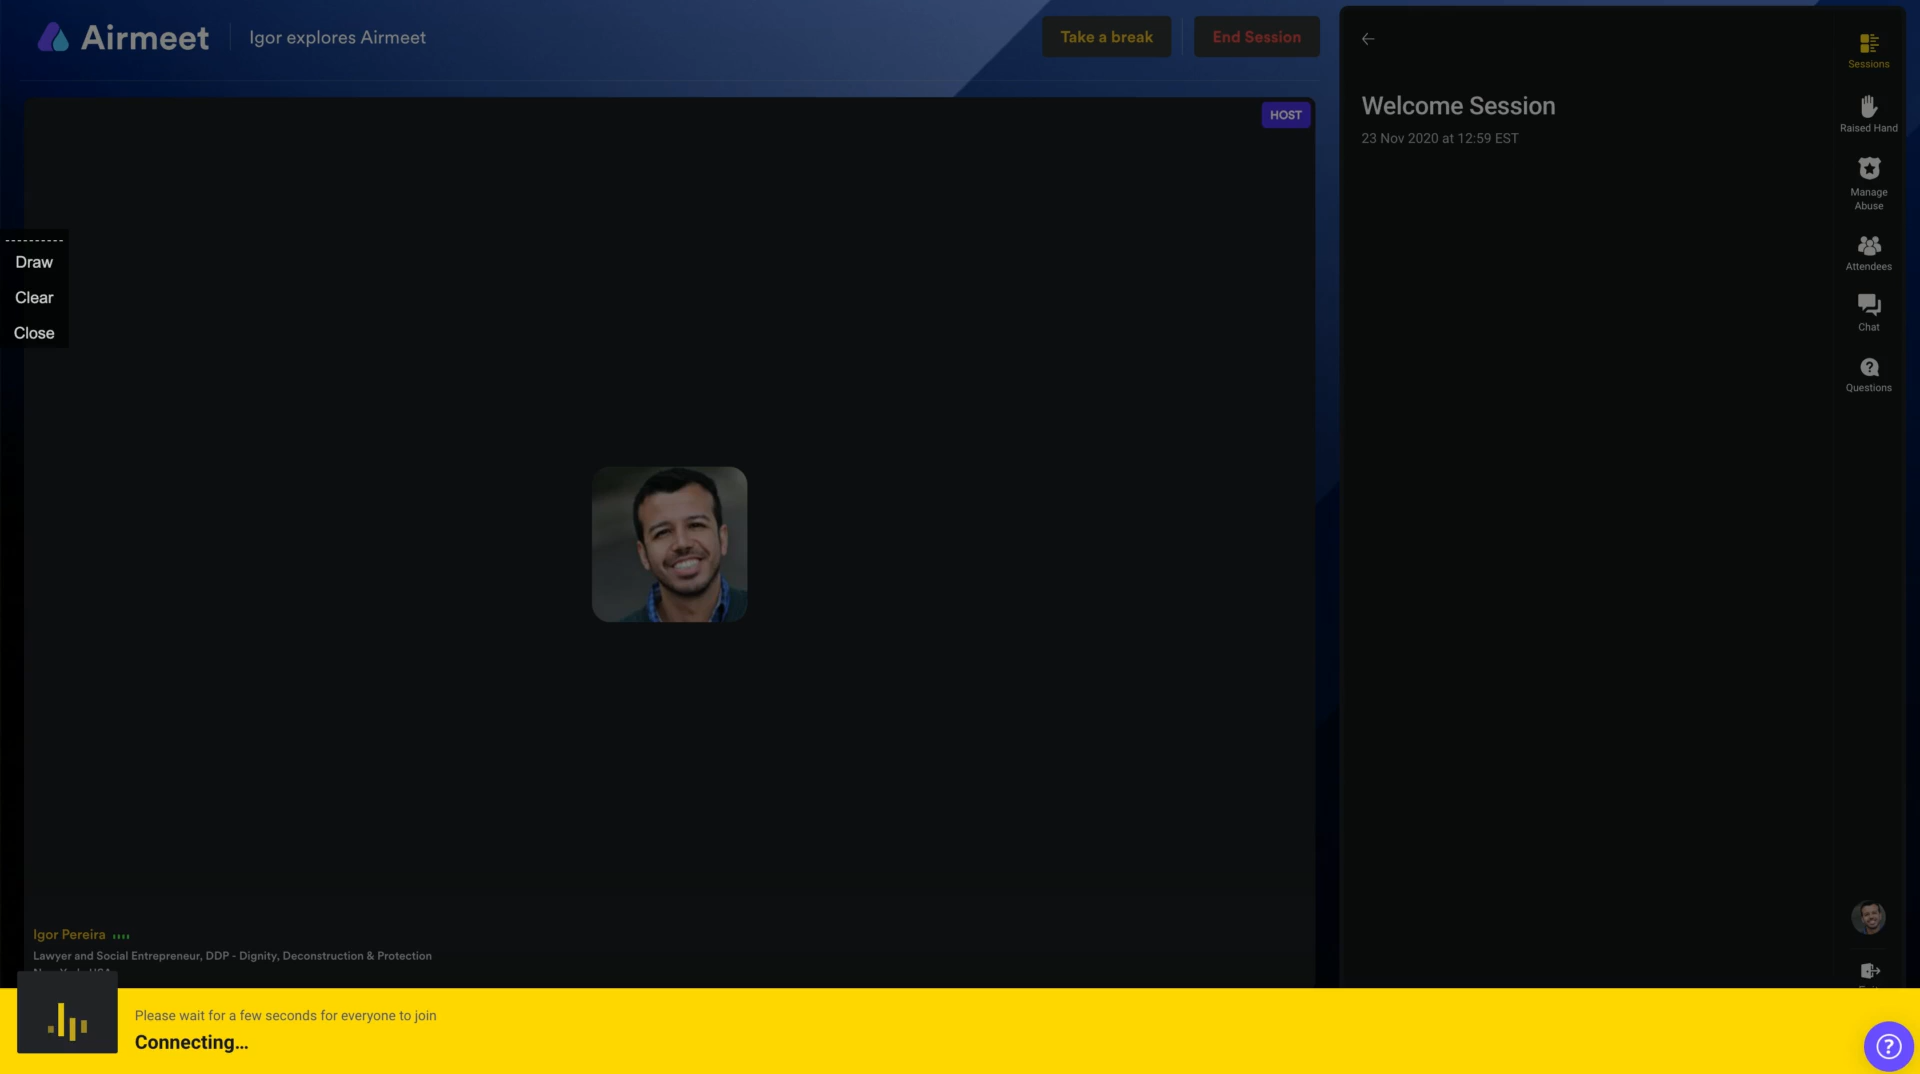 Airmeet
Igor explores Airmeet
Take a break
End Session
HOST
Welcome Session
23 Nov 2020 at 12:59 EST
Sessions
Raised Hand
Manage
Abuse
Attendees
Chat
Questions
Draw
Clear
Close
Igor Pereira
Lawyer and Social Entrepreneur, DDP - Dignity, Deconstruction & Protection
Please wait for a few seconds for everyone to join
Connecting...
?